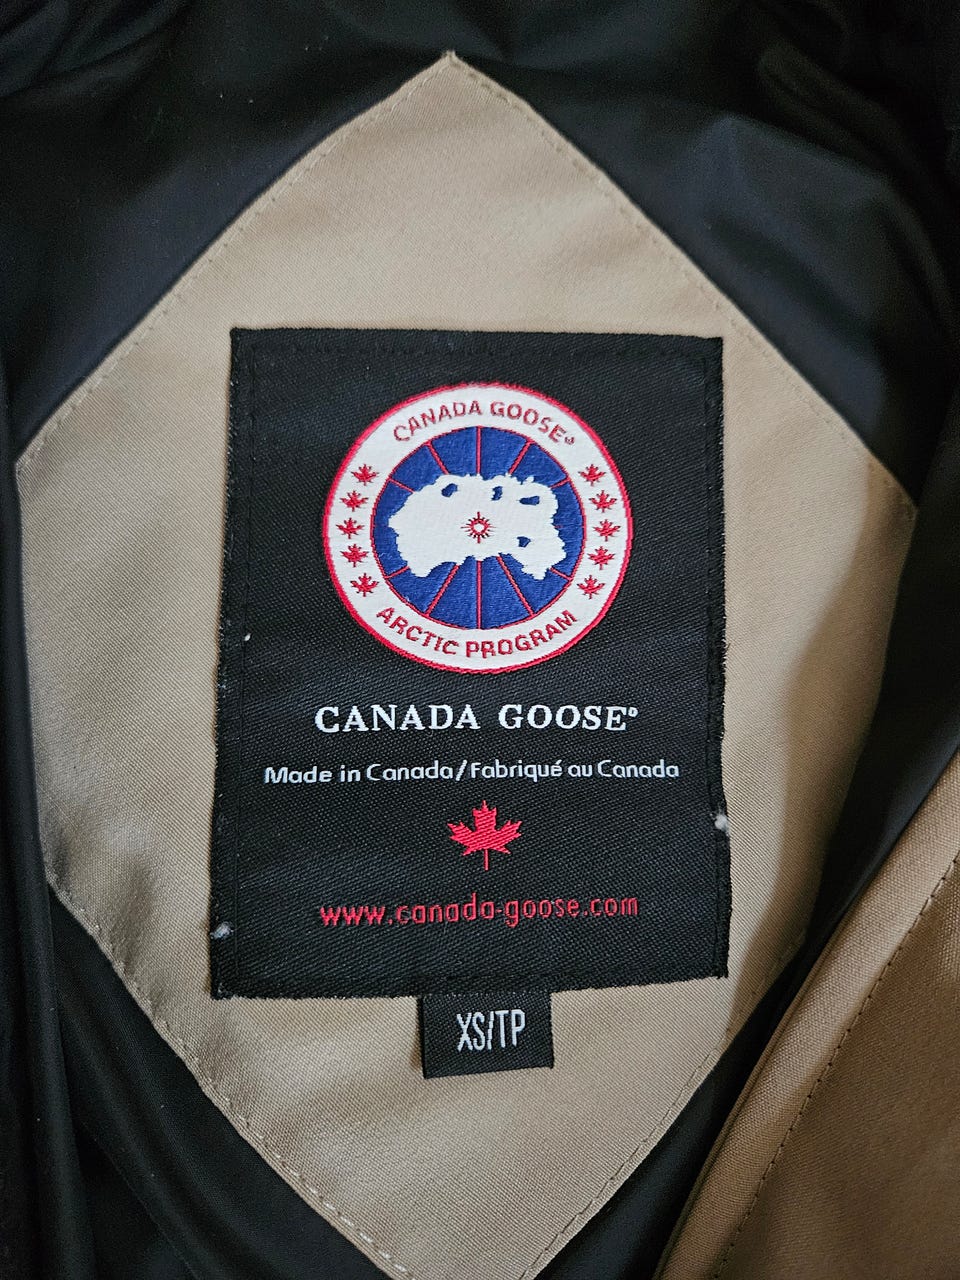 CANADA GOOSE®
ARCTIC PROGRAM
CANADA GOOSE®
Made in Canada/Fabriqué au Canada
www.canada-goose.com
XS/TP